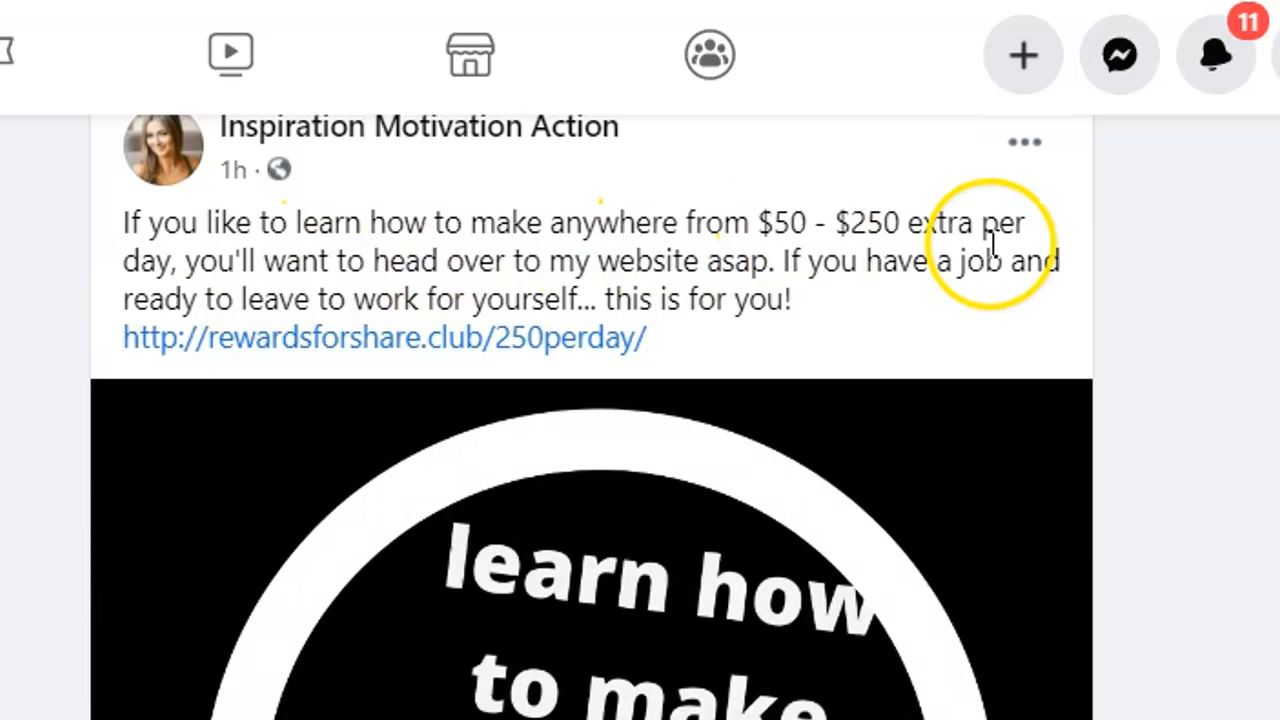 11
Inspiration Motivation Action
1h ·
If you like to learn how to make anywhere from $50 - $250 extra per
day, you'll want to head over to my website asap. If you have a job and
ready to leave to work for yourself... this is for you!
http://rewardsforshare.club/250perday/
learn how
to make